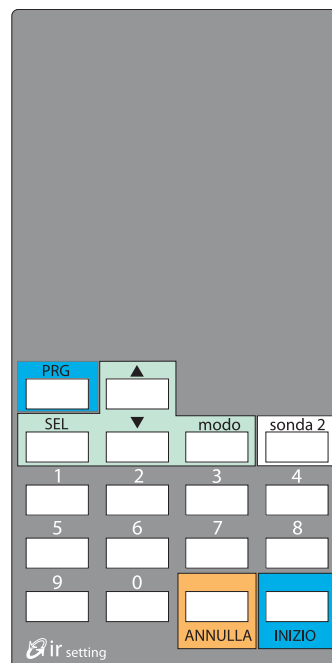 PRG ▲
SEL ▼ modo sonda 2
1 2 3 4
5 6 7 8
9 0
ANNULLA INIZIO
ir setting